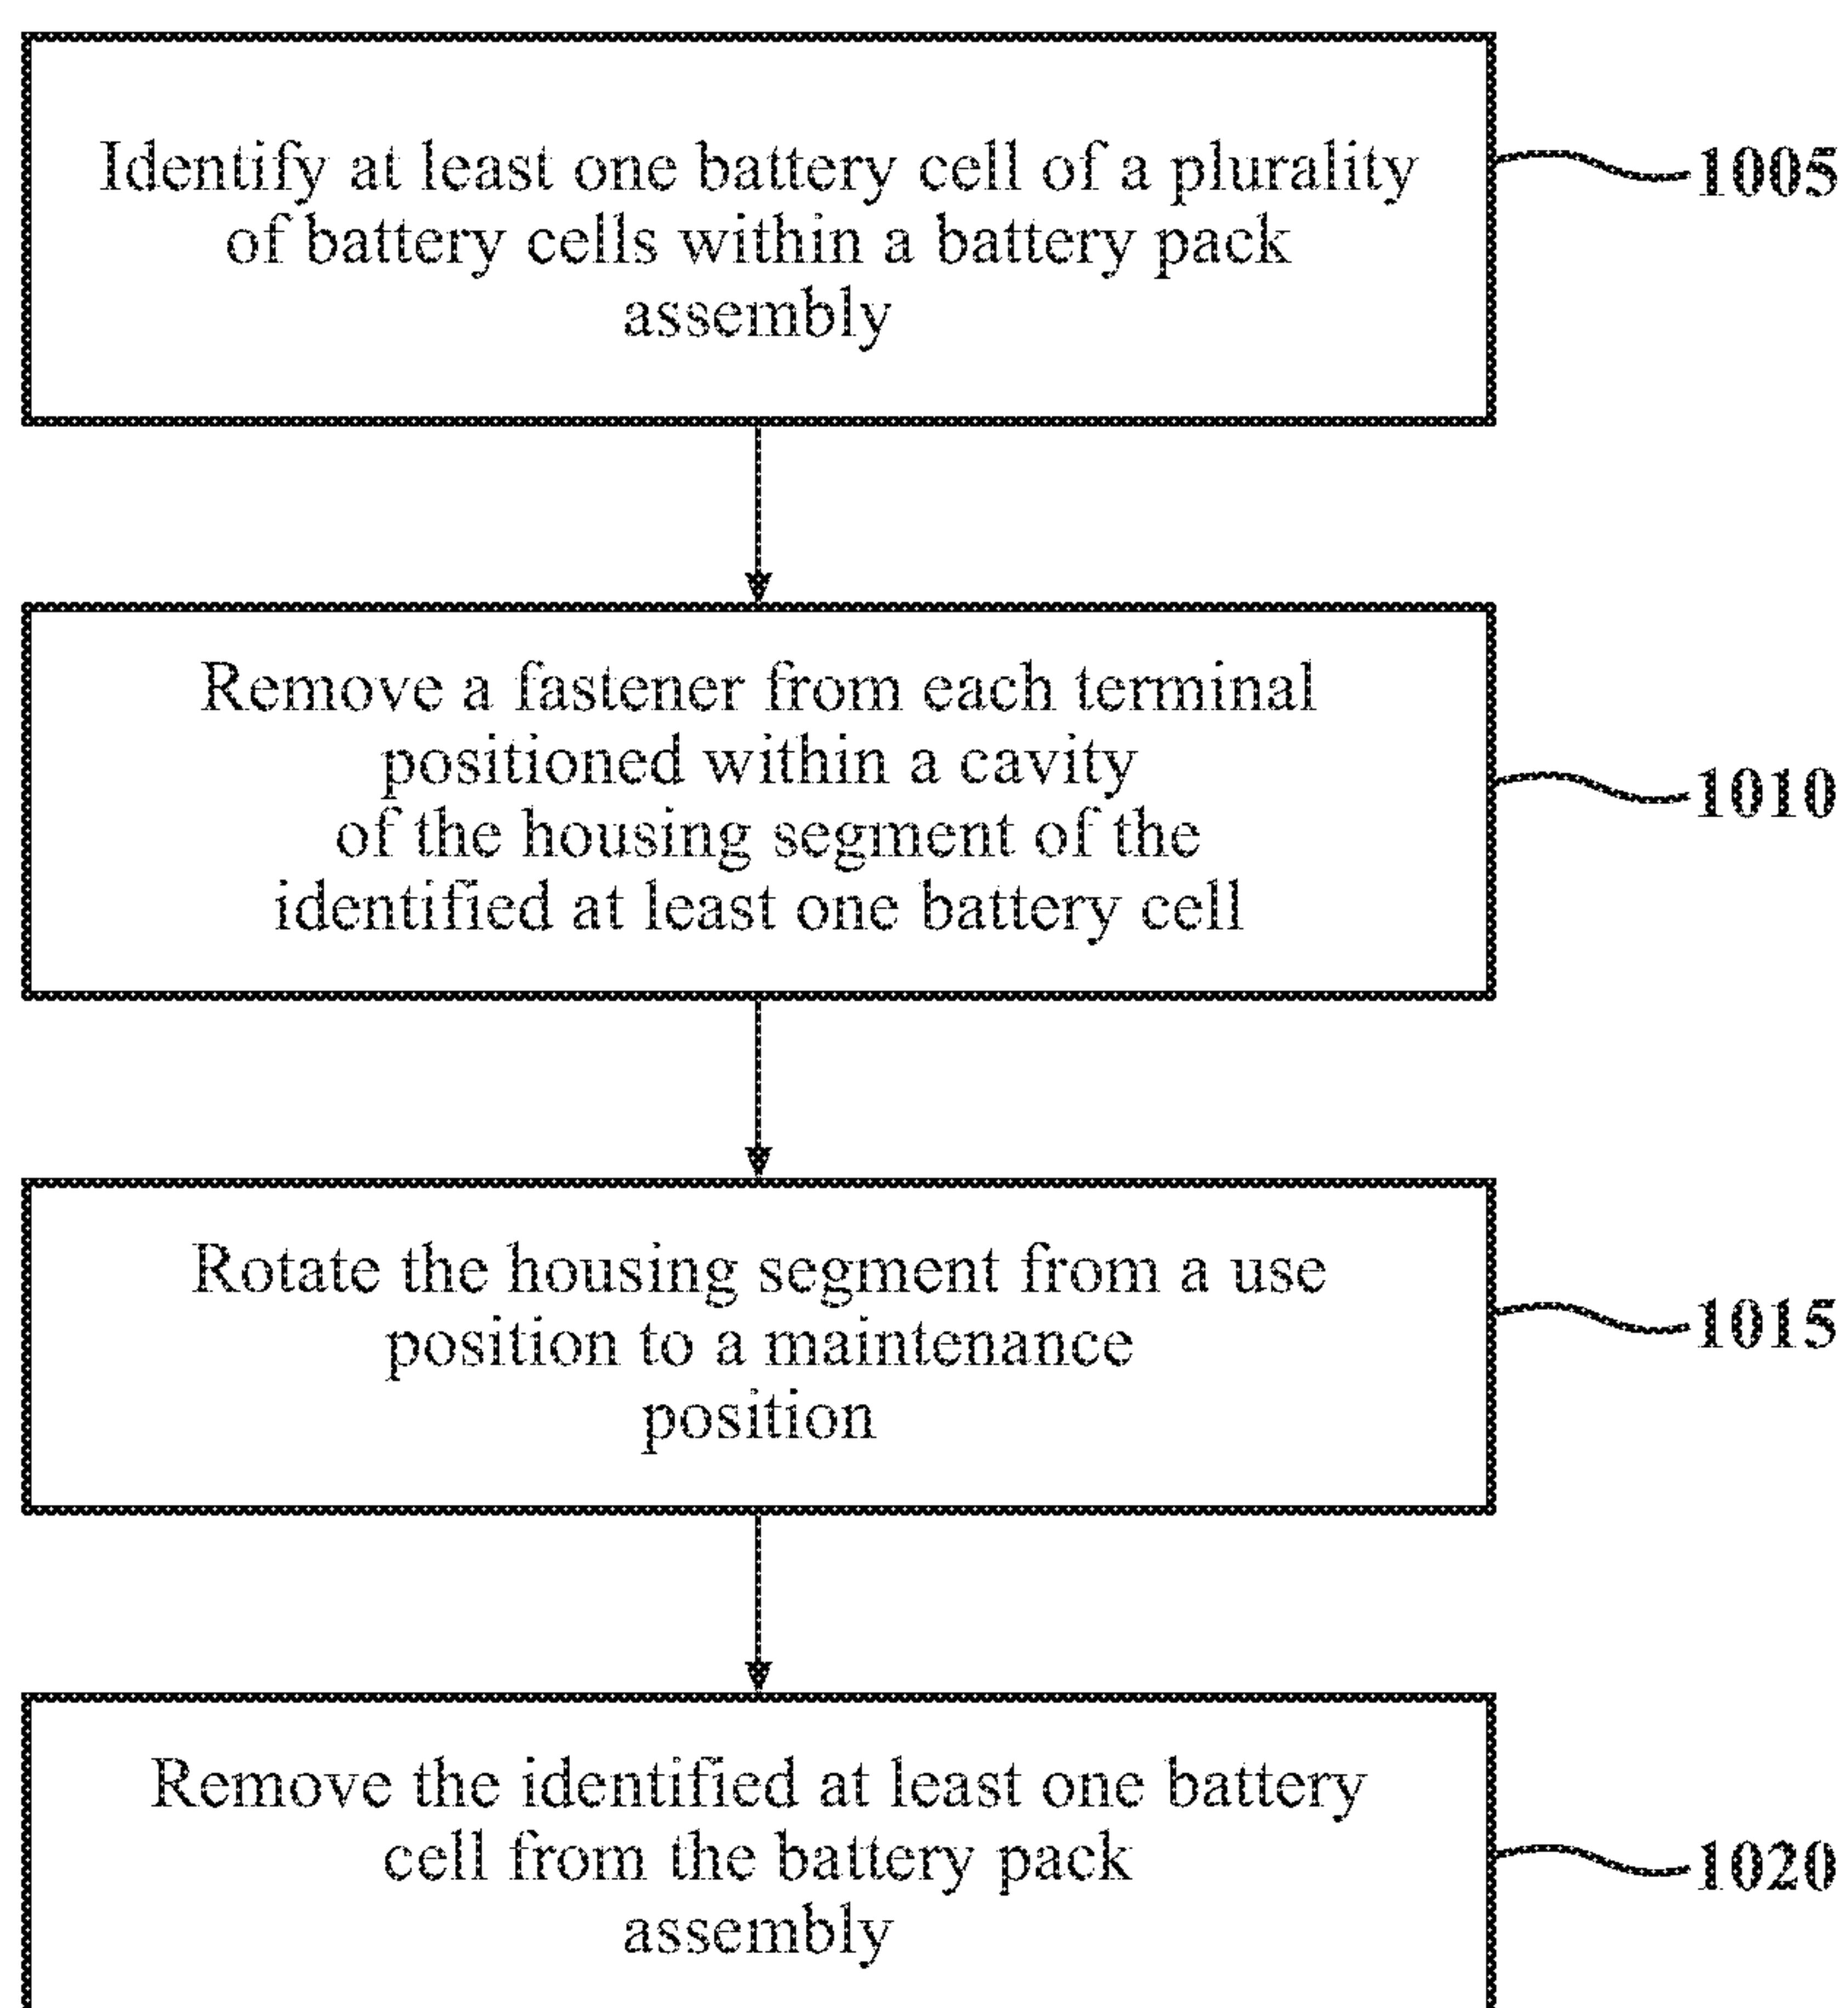 Identify at least one battery cell of a plurality
of battery cells within a battery pack
assembly
1005
Remove a fastener from each terminal
positioned within a cavity
of the housing segment of the
identified at least one battery cell
1010
Rotate the housing segment from a use
position to a maintenance
position
1015
Remove the identified at least one battery
cell from the battery pack
assembly
1020